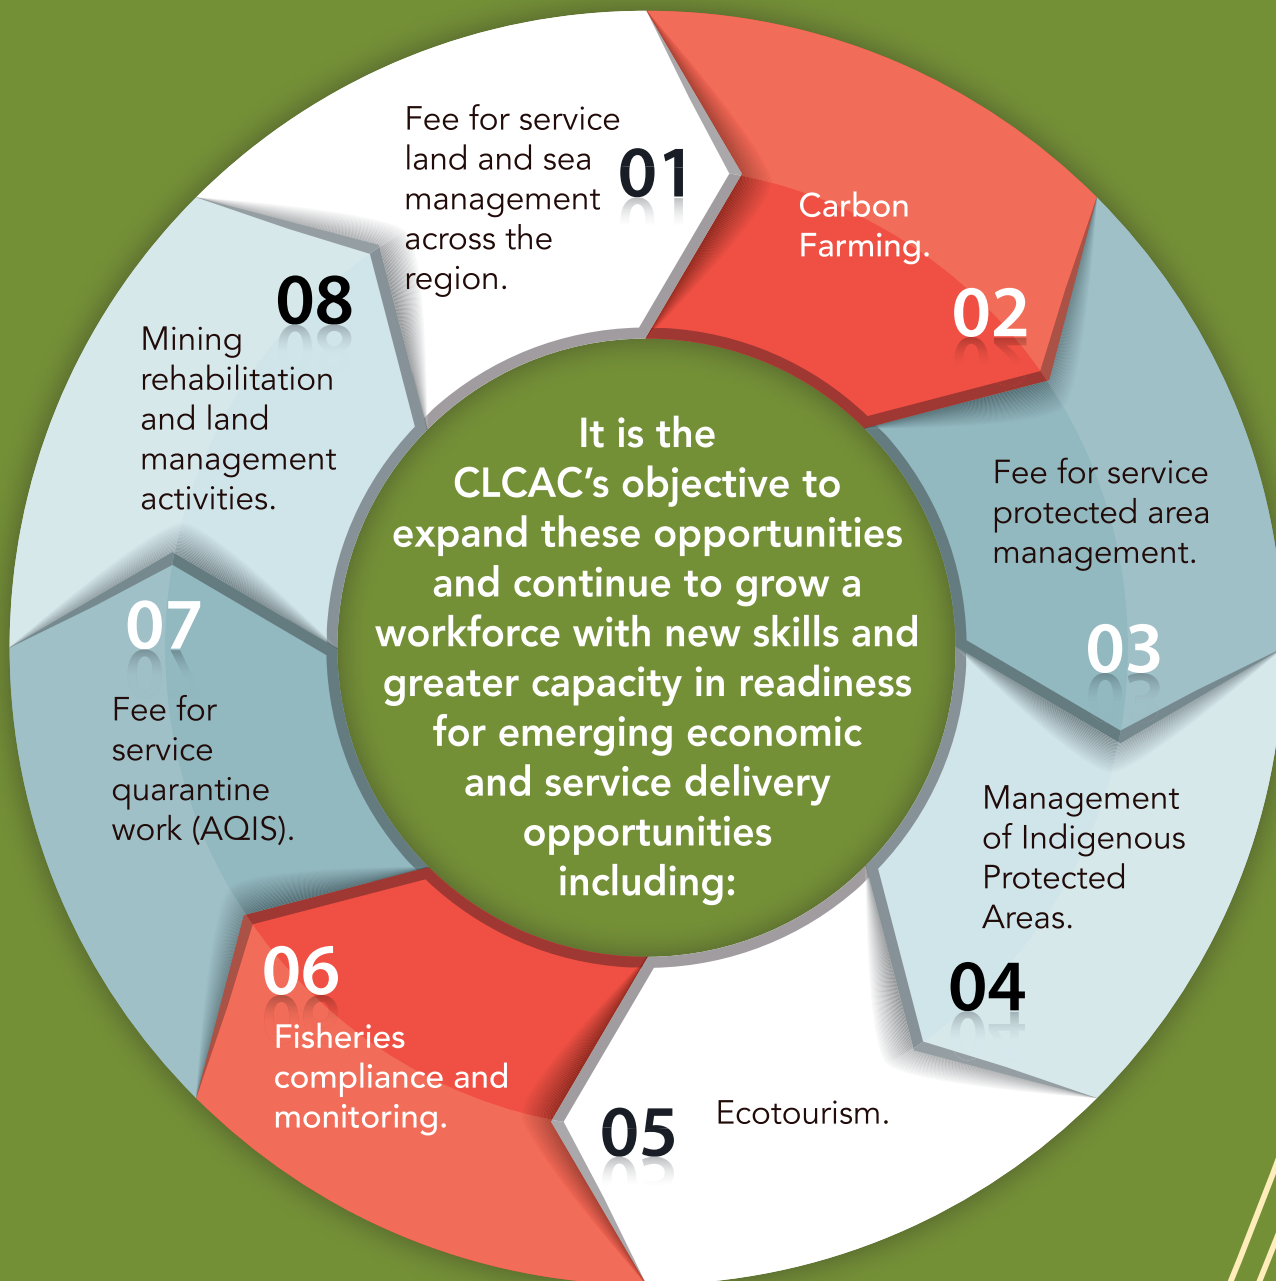 Fee for service
land and sea
management
across the
region.
01
Carbon
Farming.
02
Fee for service
protected area
management.
03
Management
of Indigenous
Protected
Areas.
04
Ecotourism.
05
06
Fisheries
compliance and
monitoring.
07
Fee for
service
quarantine
work (AQIS).
08
Mining
rehabilitation
and land
management
activities.
It is the
CLCAC’s objective to
expand these opportunities
and continue to grow a
workforce with new skills and
greater capacity in readiness
for emerging economic
and service delivery
opportunities
including: